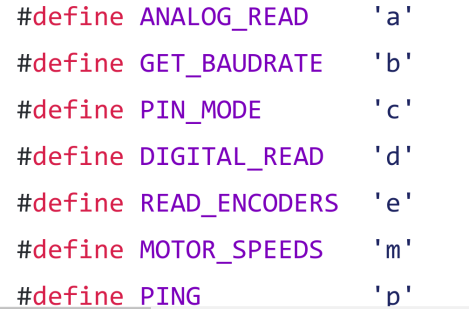 #define ANALOG_READ    'a'
#define GET_BAUDRATE   'b'
#define PIN_MODE       'c'
#define DIGITAL_READ   'd'
#define READ_ENCODERS  'e'
#define MOTOR_SPEEDS   'm'
#define PING           'p'